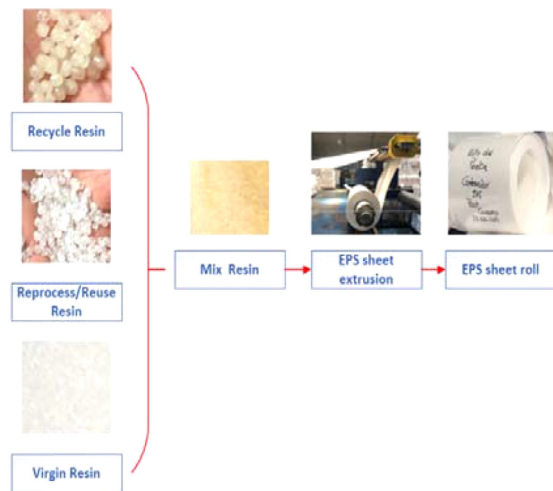 Recycle Resin
Reprocess/Reuse
Resin
Virgin Resin
Mix Resin
EPS sheet
extrusion
EPS sheet roll